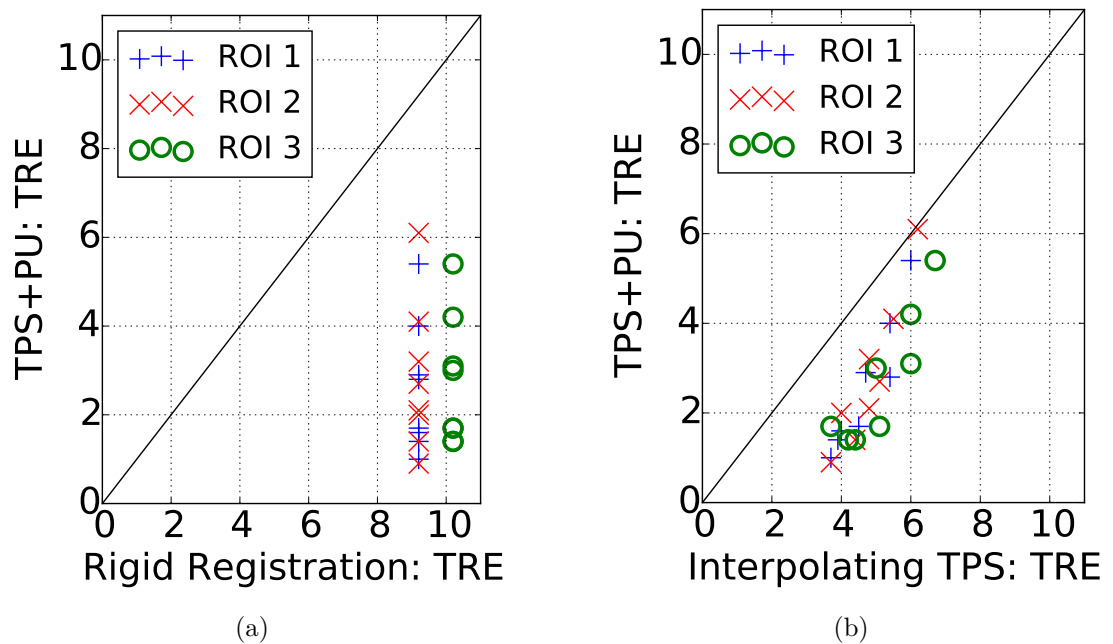 TPS+PU: TRE
10
8
6
4
2
0
ROI 1
ROI 2
ROI 3
0 2 4 6 8 10
Rigid Registration: TRE
(a)
TPS+PU: TRE
10
8
6
4
2
0
ROI 1
ROI 2
ROI 3
0 2 4 6 8 10
Interpolating TPS: TRE
(b)